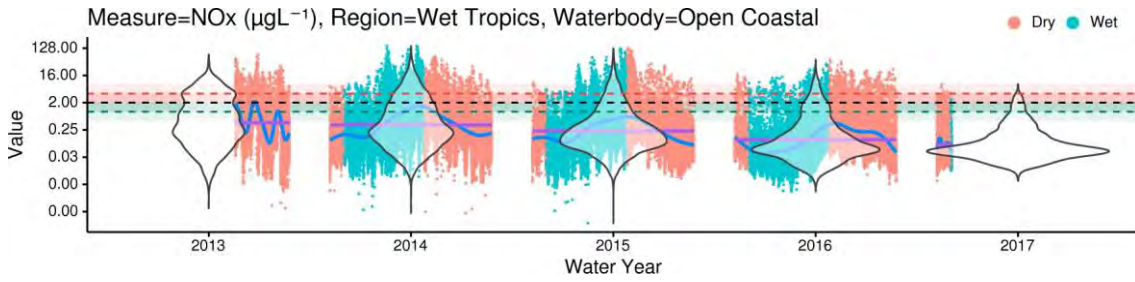 Measure=NOx (µgL⁻¹), Region=Wet Tropics, Waterbody=Open Coastal
Dry Wet
128.00
16.00
2.00
0.25
0.03
0.00
0.00
Value
2013 2014 2015 2016 2017
Water Year